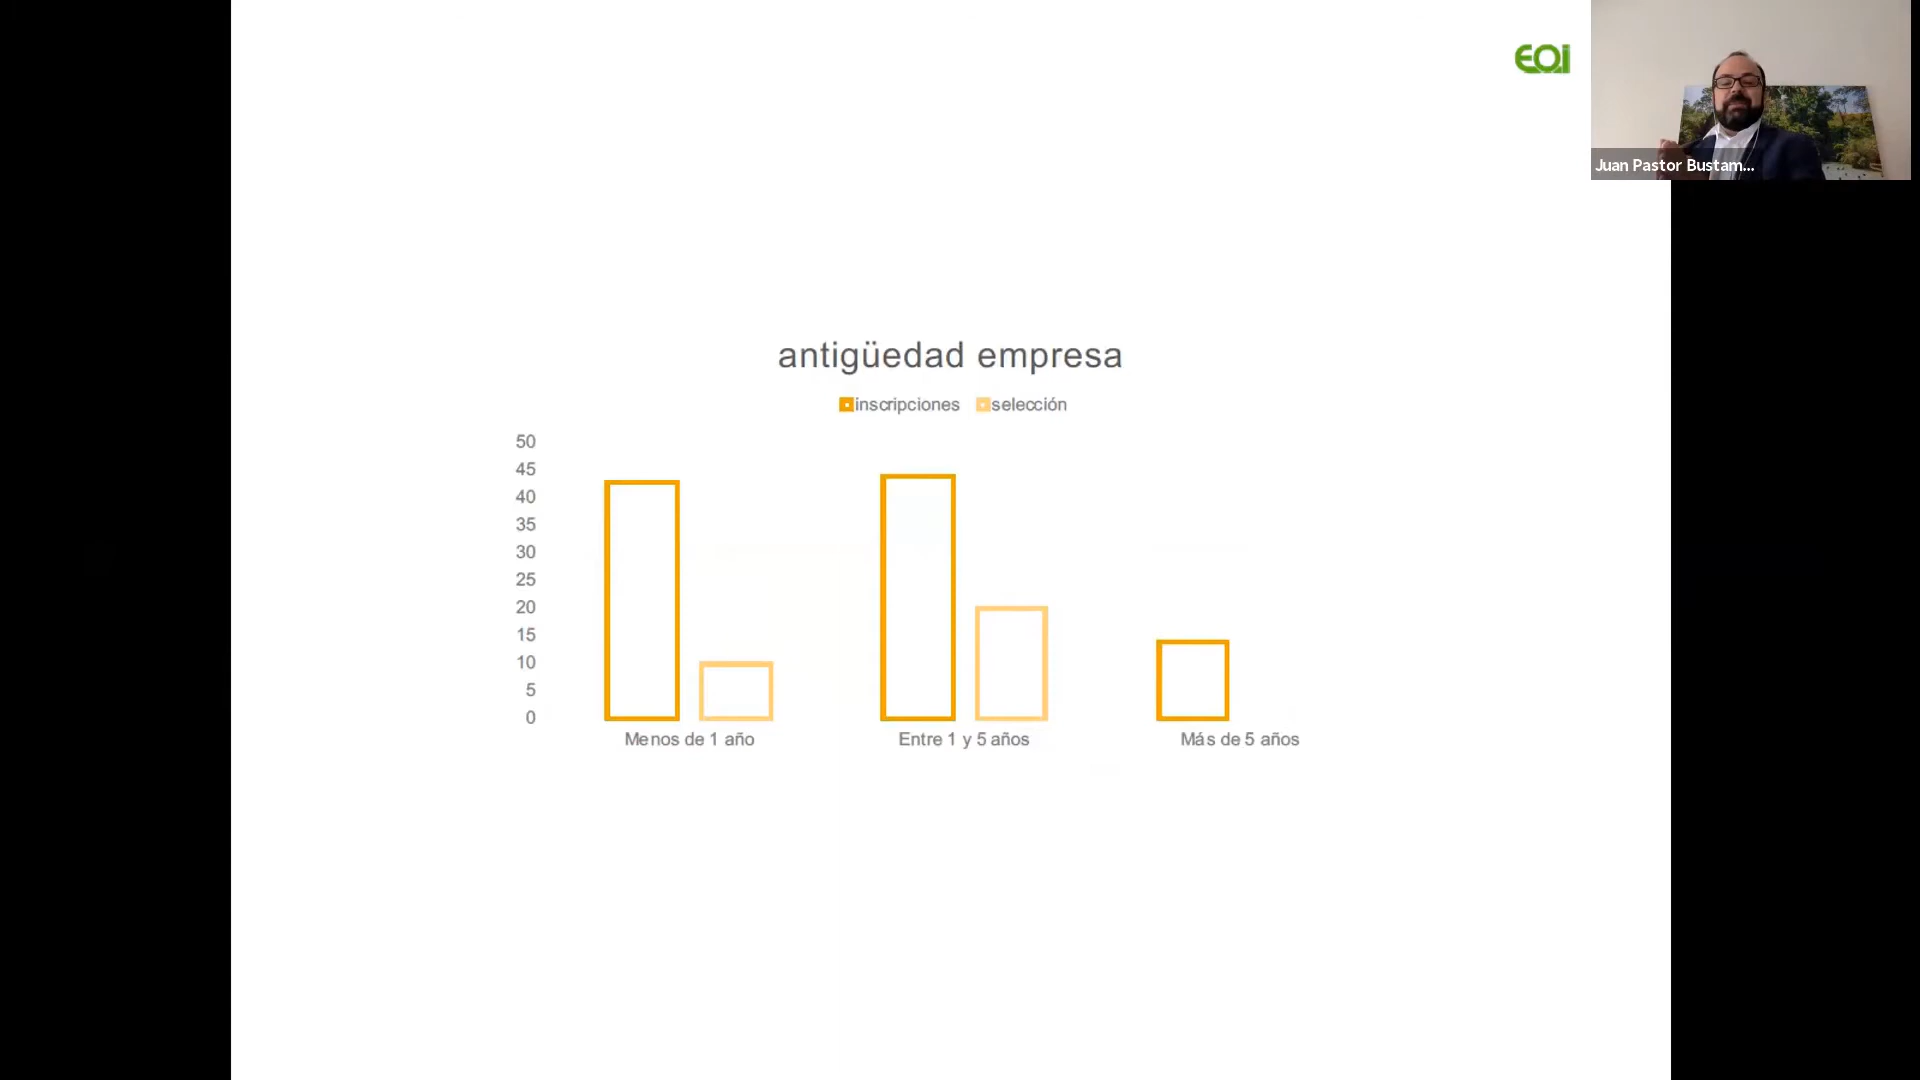 EOI
Juan Pastor Bustam...
antigüedad empresa
inscripciones selección
50
45
40
35
30
25
20
15
10
5
0
Menos de 1 año Entre 1 y 5 años Más de 5 años